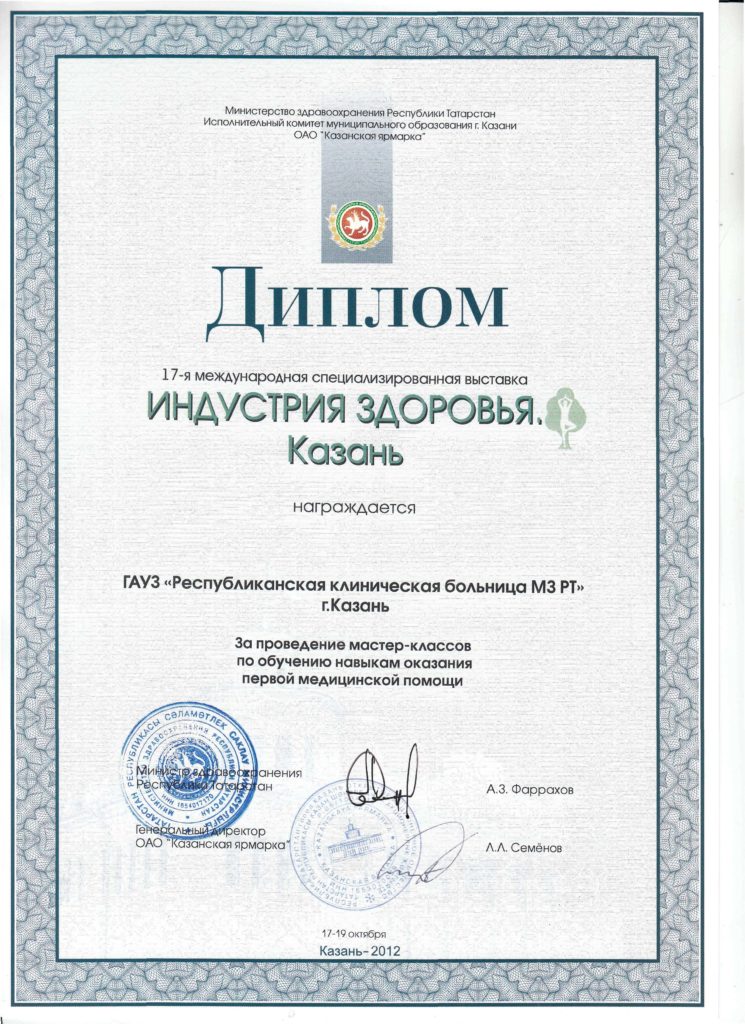 Министерство здравоохранения Республики Татарстан
Исполнительный комитет муниципального образования г. Казани
ОАО "Казанская ярмарка"
Диплом
17-я международная специализированная выставка
ИНДУСТРИЯ ЗДОРОВЬЯ.
Казань
награждается
ГАУЗ «Республиканская клиническая больница МЗ РТ»
г.Казань
За проведение мастер-классов
по обучению навыкам оказания
первой медицинской помощи
Министр здравоохранения
Республики Татарстан
А.З. Фаррахов
Генеральный директор
ОАО "Казанская ярмарка"
Л.Л. Семёнов
17-19 октября
Казань-2012